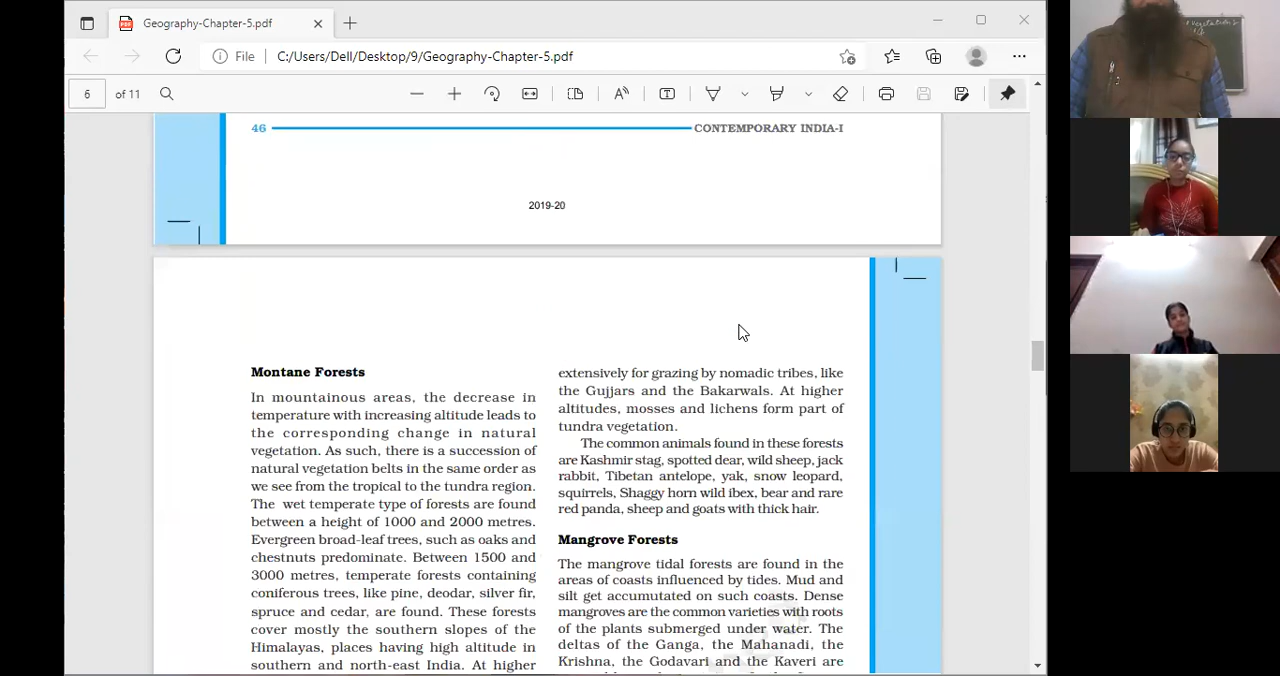 Geography-Chapter-5.pdf
File C:/Users/Dell/Desktop/9/Geography-Chapter-5.pdf
6 of 11
46 CONTEMPORARY INDIA-I
2019-20
Montane Forests
In mountainous areas, the decrease in
temperature with increasing altitude leads to
the corresponding change in natural
vegetation. As such, there is a succession of
natural vegetation belts in the same order as
we see from the tropical to the tundra region.
The wet temperate type of forests are found
between a height of 1000 and 2000 metres.
Evergreen broad-leaf trees, such as oaks and
chestnuts predominate. Between 1500 and
3000 metres, temperate forests containing
coniferous trees, like pine, deodar, silver fir,
spruce and cedar, are found. These forests
cover mostly the southern slopes of the
Himalayas, places having high altitude in
southern and north-east India. At higher
extensively for grazing by nomadic tribes, like
the Gujjars and the Bakarwals. At higher
altitudes, mosses and lichens form part of
tundra vegetation.
The common animals found in these forests
are Kashmir stag, spotted dear, wild sheep, jack
rabbit, Tibetan antelope, yak, snow leopard,
squirrels, Shaggy horn wild ibex, bear and rare
red panda, sheep and goats with thick hair.
Mangrove Forests
The mangrove tidal forests are found in the
areas of coasts influenced by tides. Mud and
silt get accumutated on such coasts. Dense
mangroves are the common varieties with roots
of the plants submerged under water. The
deltas of the Ganga, the Mahanadi, the
Krishna, the Godavari and the Kaveri are